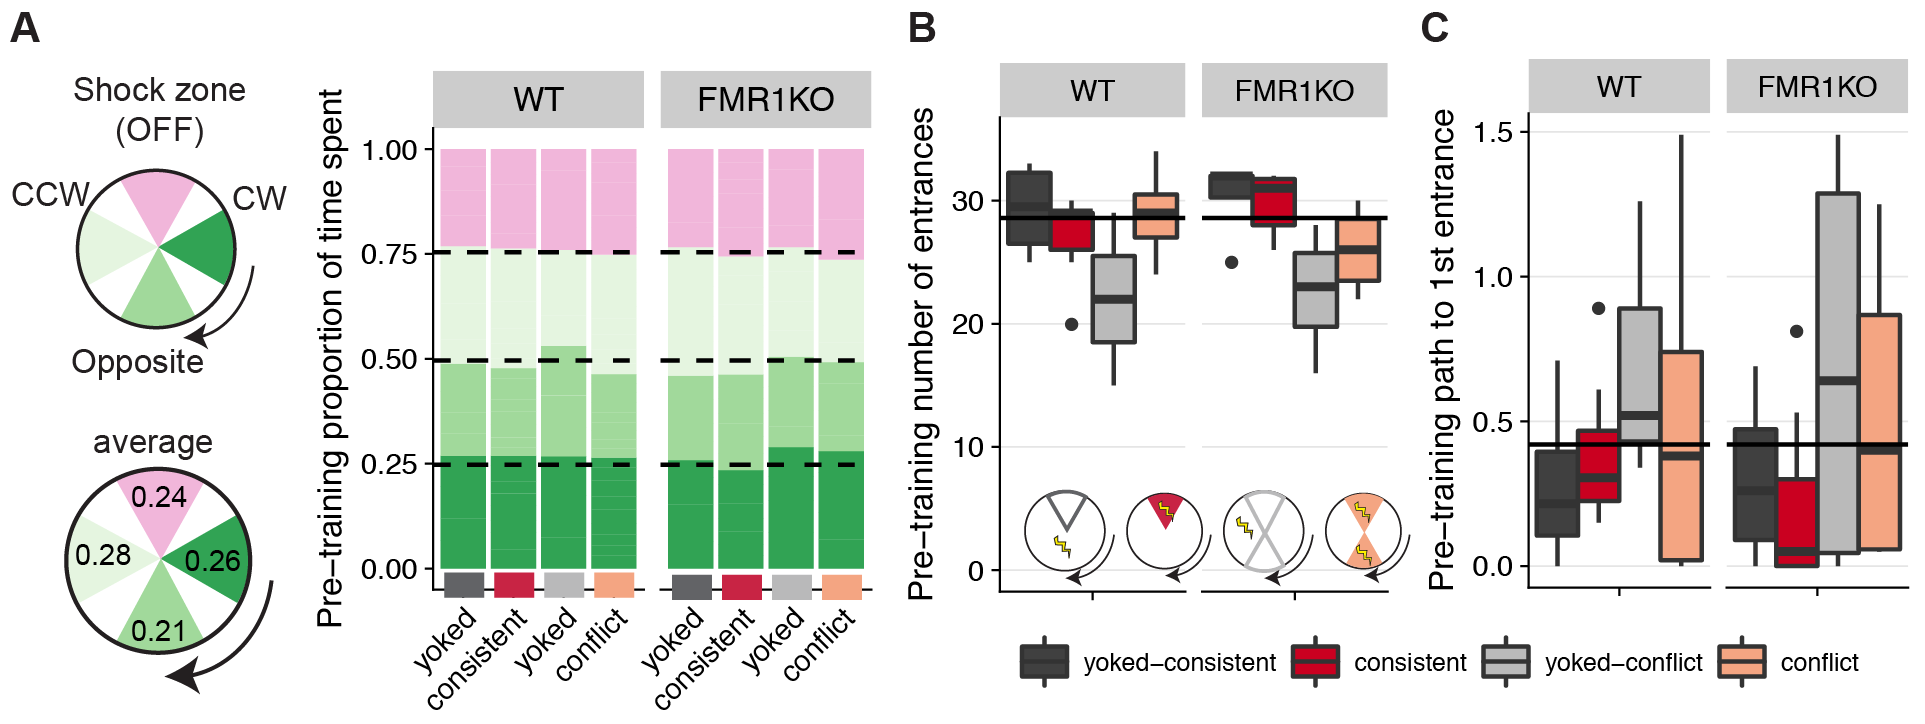 A
Shock zone
(OFF)
CCW
CW
Opposite
average
0.24
0.28
0.26
0.21
Pre−training proportion of time spent
WT
FMR1KO
1.00
0.75
0.50
0.25
0.00
yoked
consistent
yoked
conflict
yoked
consistent
yoked
conflict
B
Pre−training number of entrances
WT
FMR1KO
30
20
10
0
C
Pre−training path to 1st entrance
WT
FMR1KO
1.5
1.0
0.5
0.0
yoked−consistent
consistent
yoked−conflict
conflict